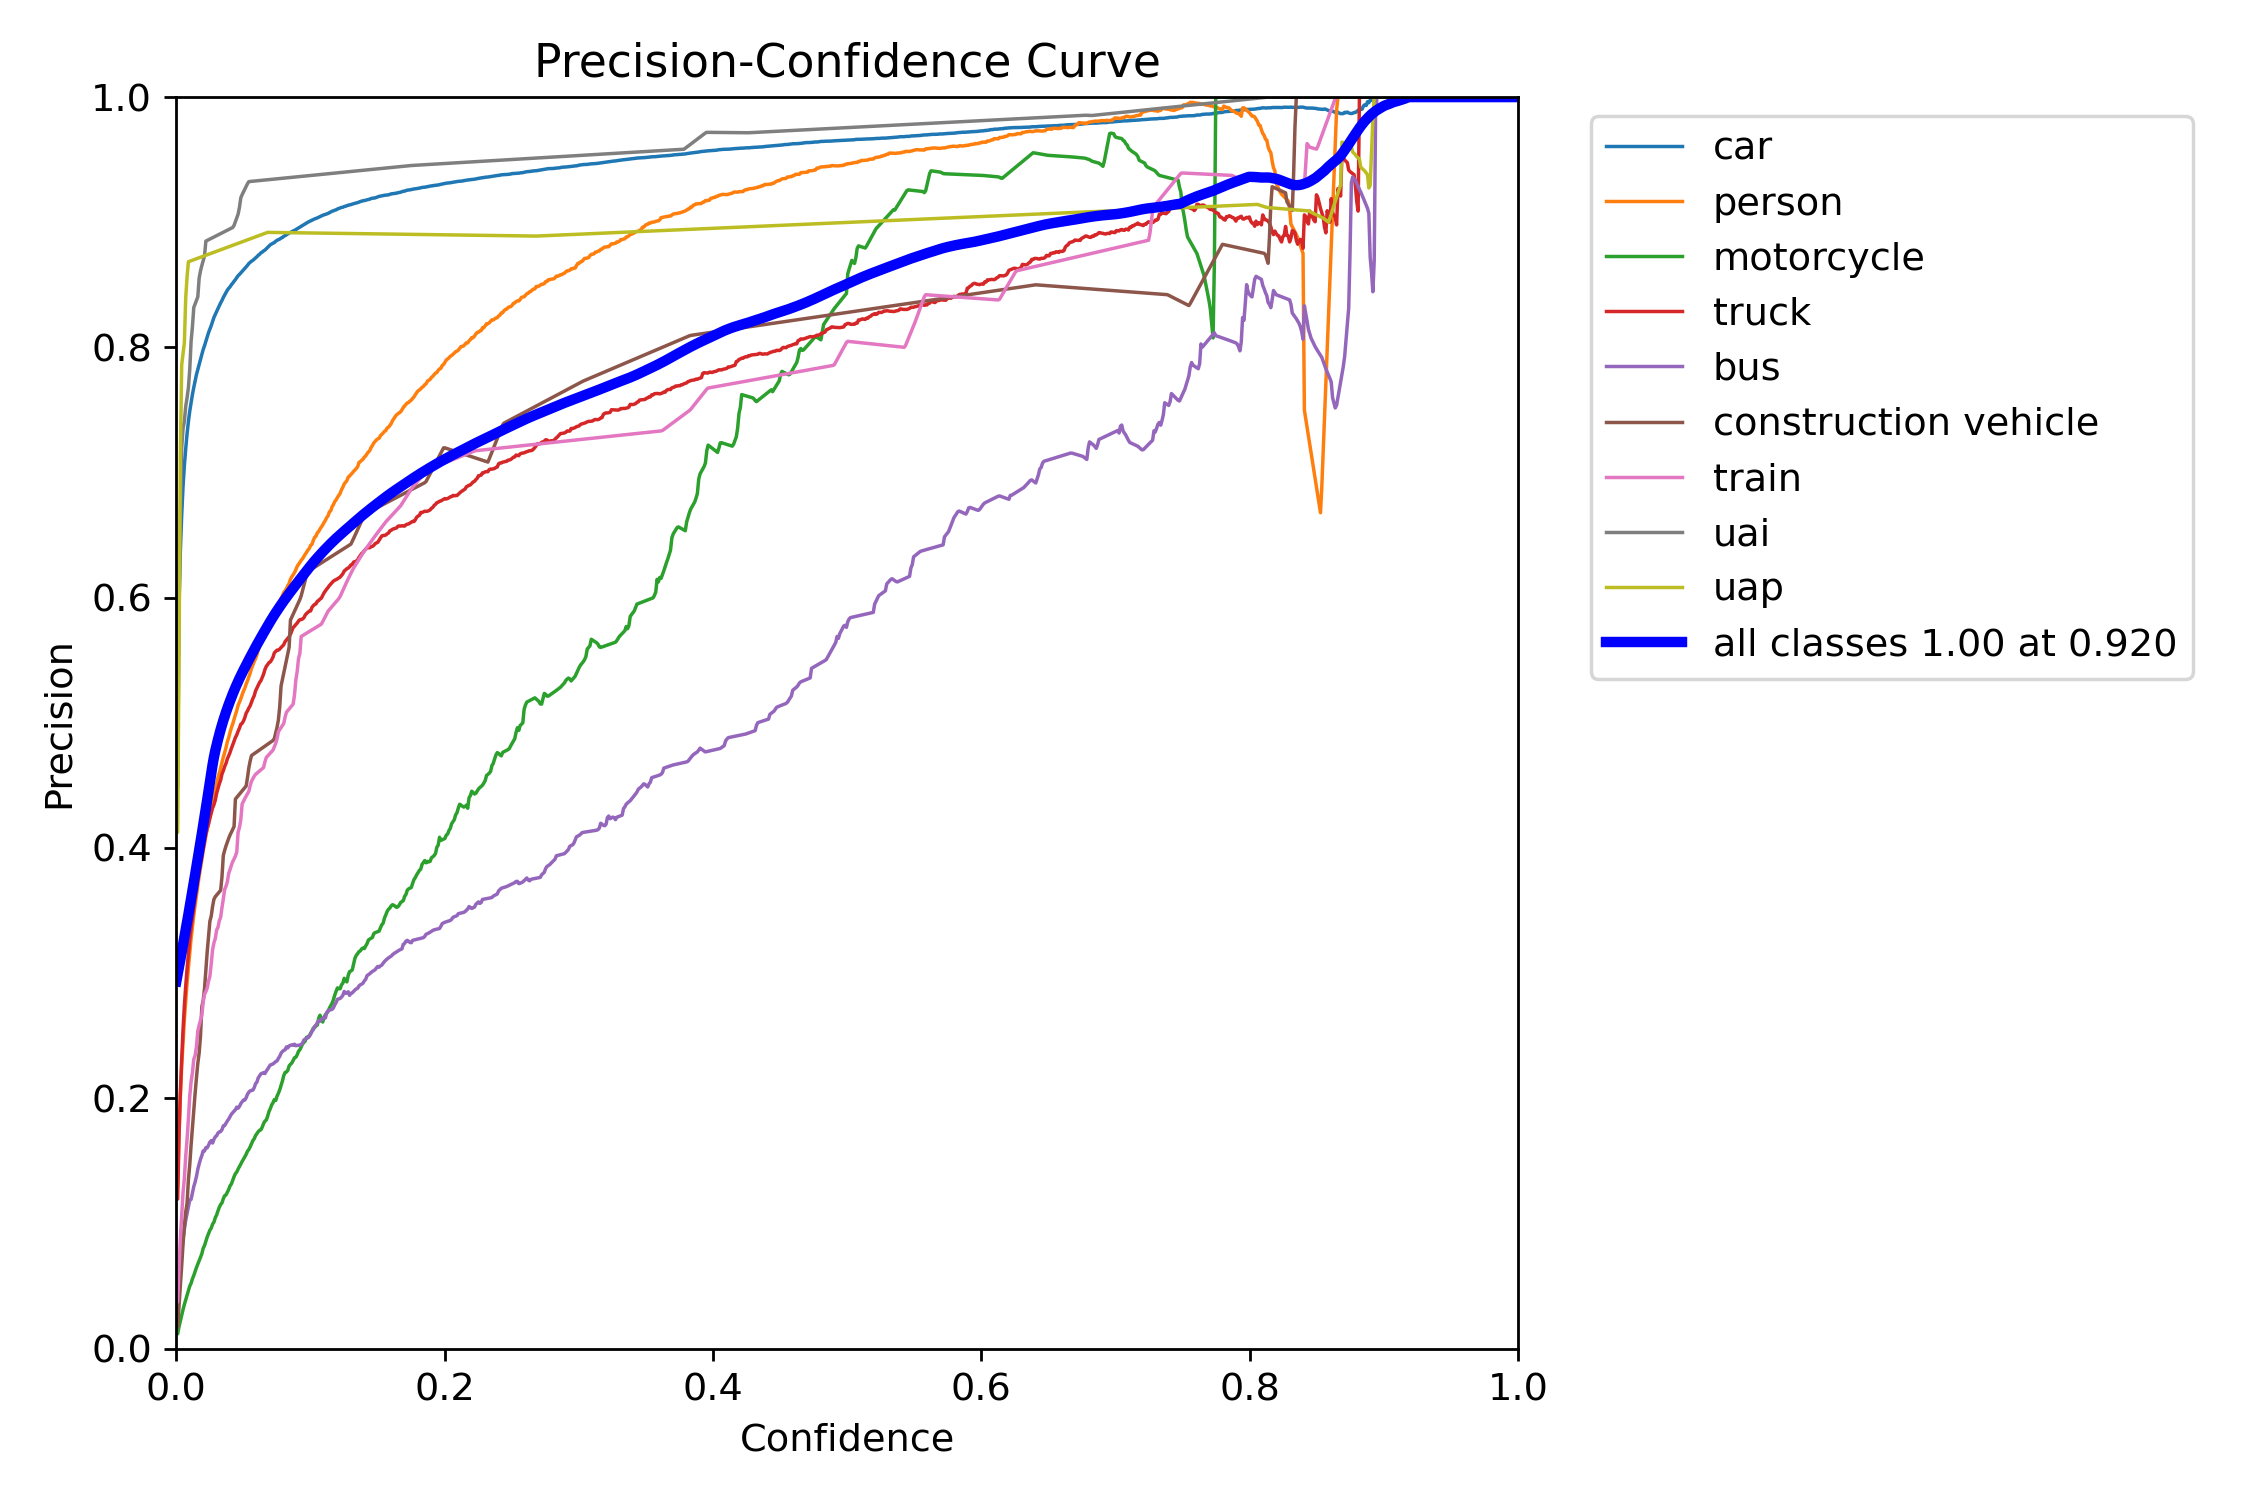 Precision-Confidence Curve
1.0
0.8
0.6
0.4
0.2
0.0
Precision
0.0 0.2 0.4 0.6 0.8 1.0
Confidence
car
person
motorcycle
truck
bus
construction vehicle
train
uai
uap
all classes 1.00 at 0.920